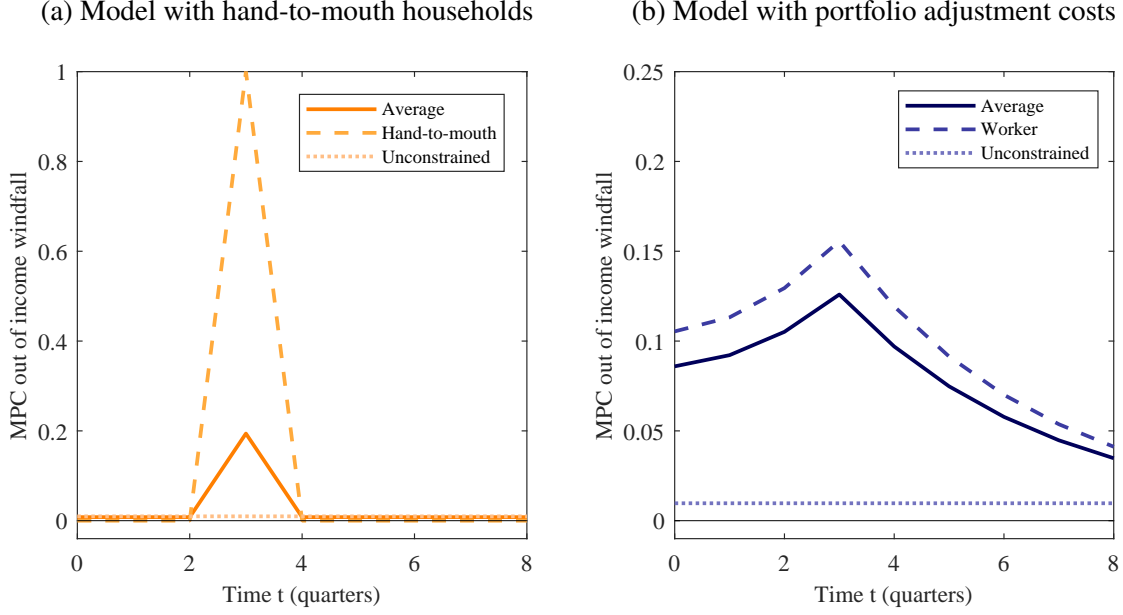 (a) Model with hand-to-mouth households
1
0.8
0.6
0.4
0.2
0
MPC out of income windfall
Average
Hand-to-mouth
Unconstrained
0 2 4 6 8
Time t (quarters)
(b) Model with portfolio adjustment costs
0.25
0.2
0.15
0.1
0.05
0
MPC out of income windfall
Average
Worker
Unconstrained
0 2 4 6 8
Time t (quarters)